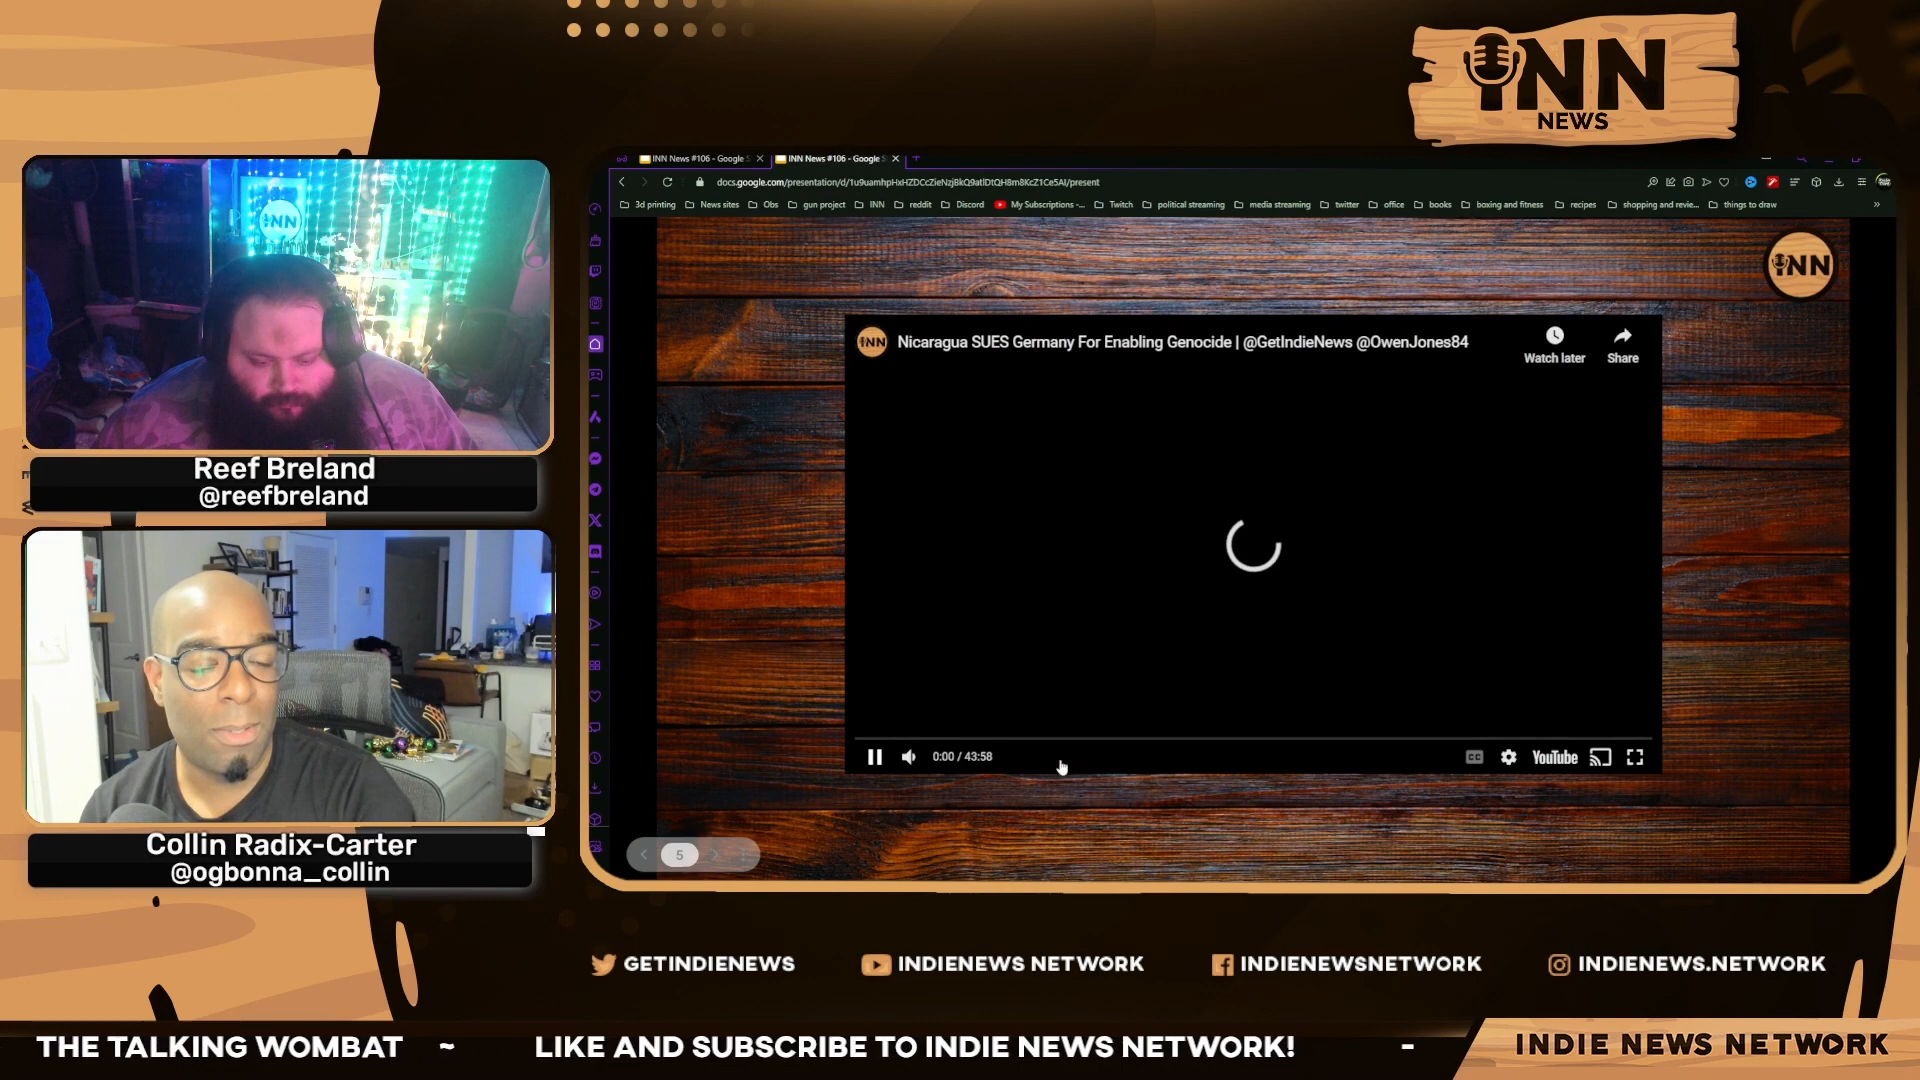 INN
NEWS
INN News #106 - Google S
INN News #106 - Google S
docs.google.com/presentation/d/1u9uamhpHxHZDCcZieNzjBkQ9atlDtQH8m8KcZ1Ce5AI/present
3d printing
News sites
Obs
gun project
INN
reddit
Discord
My Subscriptions -...
Twitch
political streaming
media streaming
twitter
office
books
boxing and fitness
recipes
shopping and revie...
things to draw
»
INN
INN
Nicaragua SUES Germany For Enabling Genocide | @GetIndieNews @OwenJones84
Watch later
Share
INN
Reef Breland
@reefbreland
0:00 / 43:58
CC
YouTube
5
Collin Radix-Carter
@ogbonna_collin
GETINDIENEWS
INDIENEWS NETWORK
INDIENEWSNETWORK
INDIENEWS.NETWORK
THE TALKING WOMBAT ~ LIKE AND SUBSCRIBE TO INDIE NEWS NETWORK! -
INDIE NEWS NETWORK